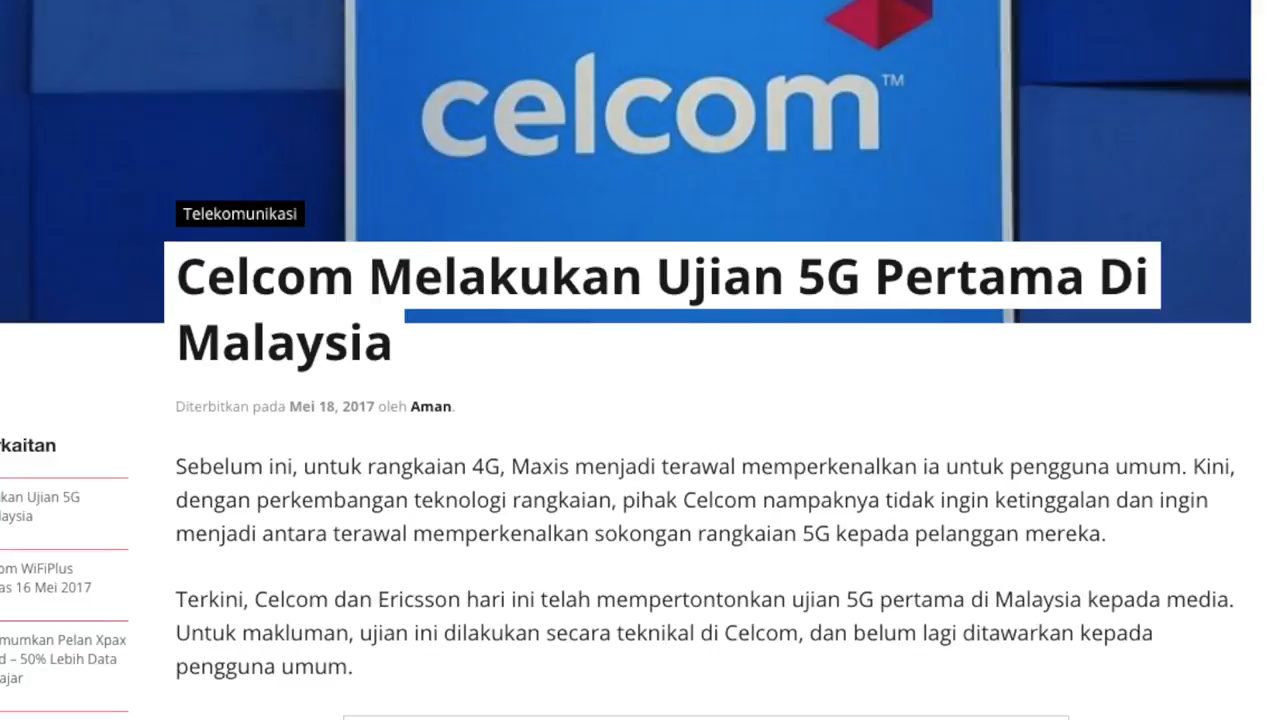 celcom™
Telekomunikasi
Celcom Melakukan Ujian 5G Pertama Di
Malaysia
Diterbitkan pada Mei 18, 2017 oleh Aman.
Sebelum ini, untuk rangkaian 4G, Maxis menjadi terawal memperkenalkan ia untuk pengguna umum. Kini,
dengan perkembangan teknologi rangkaian, pihak Celcom nampaknya tidak ingin ketinggalan dan ingin
menjadi antara terawal memperkenalkan sokongan rangkaian 5G kepada pelanggan mereka.
Terkini, Celcom dan Ericsson hari ini telah mempertontonkan ujian 5G pertama di Malaysia kepada media.
Untuk makluman, ujian ini dilakukan secara teknikal di Celcom, dan belum lagi ditawarkan kepada
pengguna umum.
rkaitan
kan Ujian 5G
laysia
om WiFiPlus
as 16 Mei 2017
mumkan Pelan Xpax
d – 50% Lebih Data
ajar